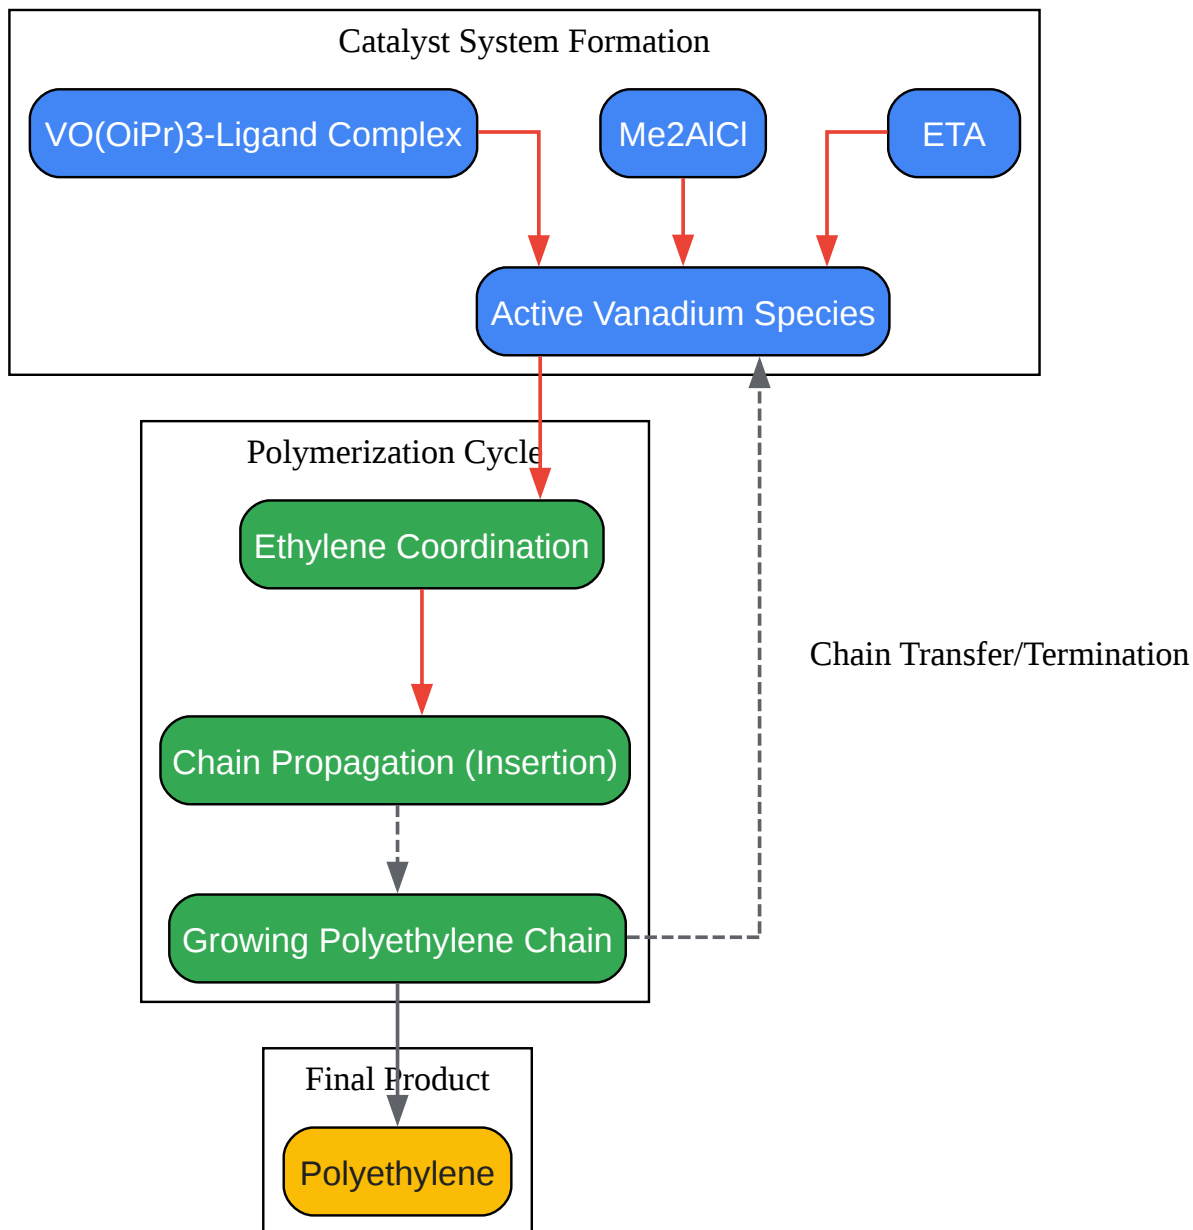 Catalyst System Formation
VO(OiPr)3-Ligand Complex
Me2AlCl
ETA
Active Vanadium Species
Polymerization Cycle
Ethylene Coordination
Chain Transfer/Termination
Chain Propagation (Insertion)
Growing Polyethylene Chain
Final Product
Polyethylene